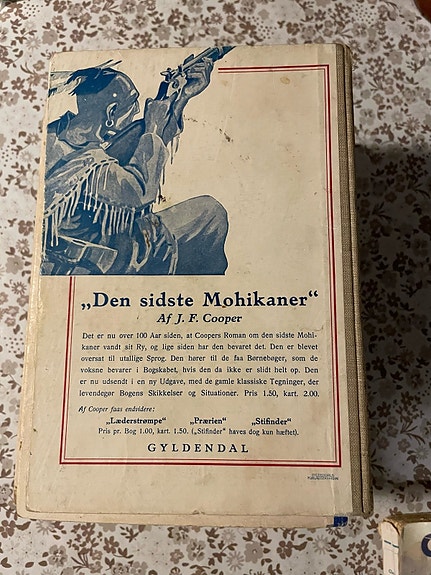 „Den sidste Mohikaner“
Af J. F. Cooper
Det er nu over 100 Aar siden, at Coopers Roman om den sidste Mohi-
kaner vandt sit Ry, og lige siden har den bevaret det. Den er blevet
oversat til utallige Sprog. Den hører til de faa Børnebøger, som de
voksne bevarer i Bogskabet, hvis den da ikke er slidt helt op. Den
er nu udsendt i en ny Udgave, med de gamle klassiske Tegninger, der
levendegør Bogens Skikkelser og Situationer. Pris 1.50, kart. 2.00.
Af Cooper faas endvidere:
„Læderstrømpe“ „Prærien“ „Stifinder“
Pris pr. Bog 1.00, kart. 1.50. („Stifinder“ haves dog kun hæftet).
GYLDENDAL